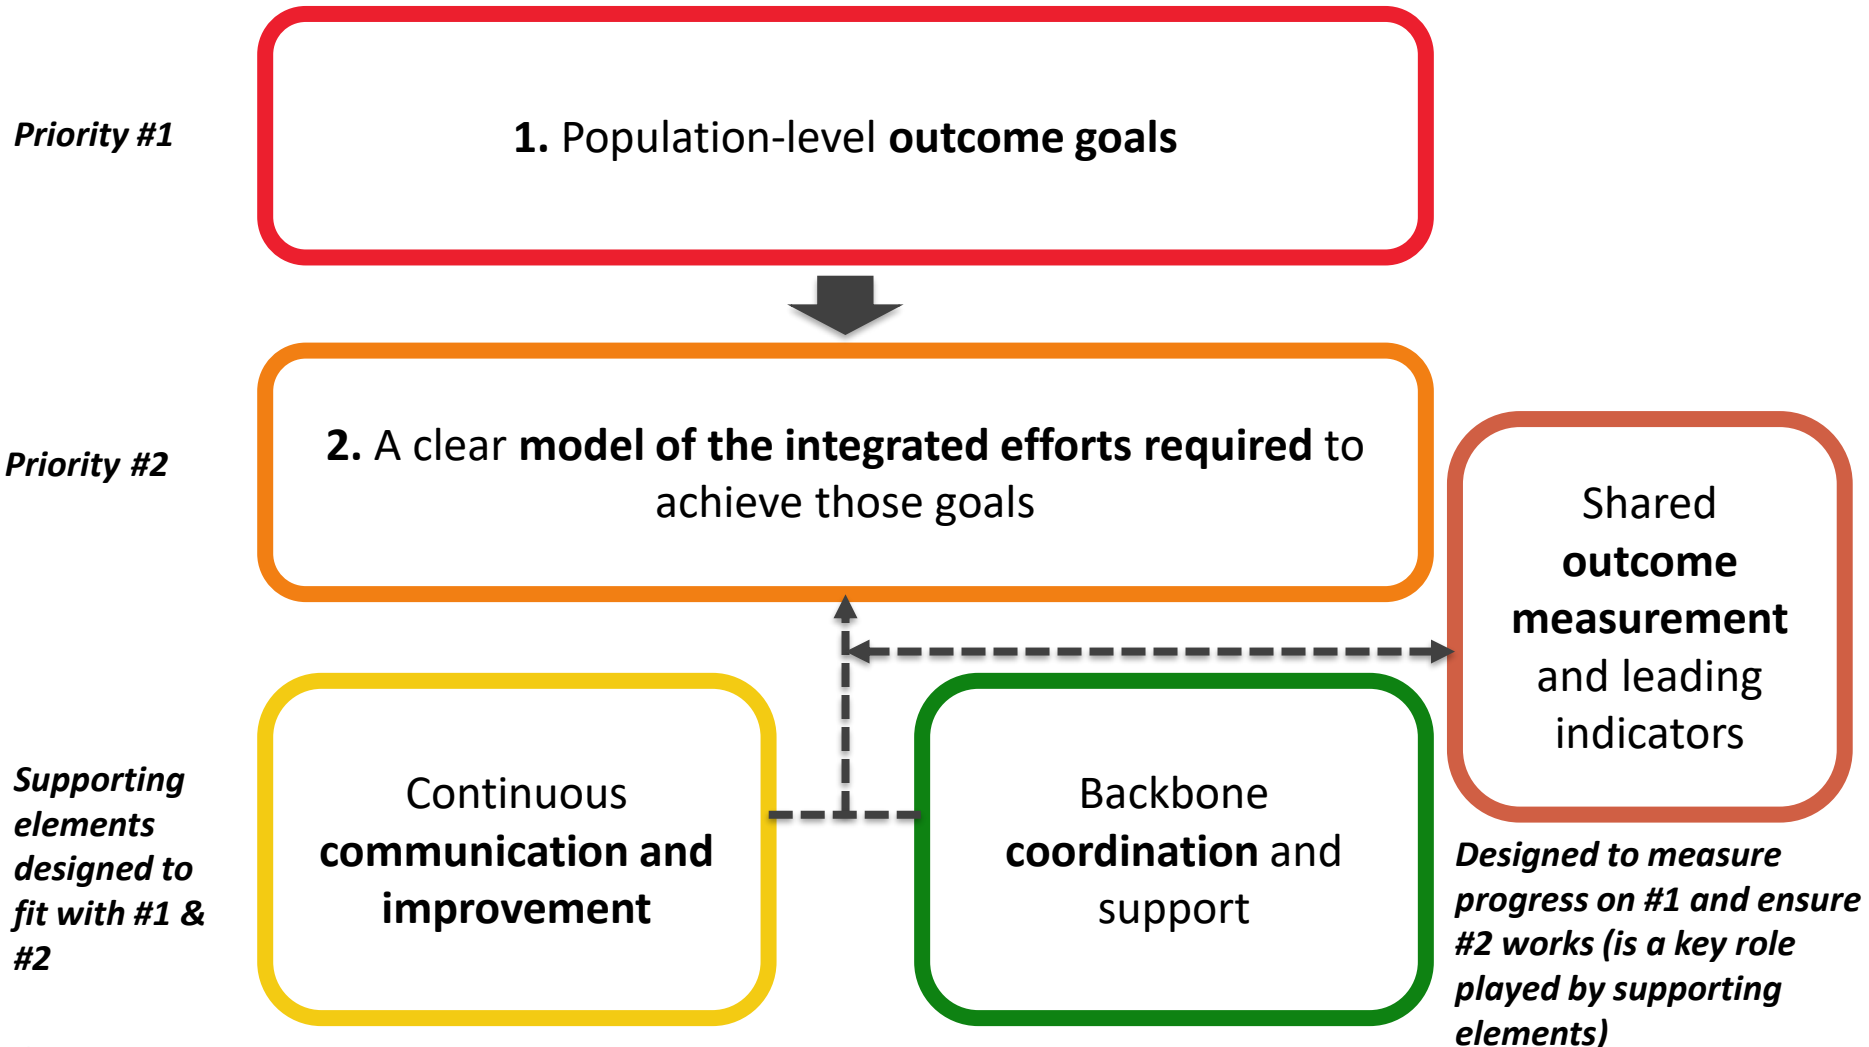 Priority #1
1. Population-level outcome goals
Priority #2
2. A clear model of the integrated efforts required to
achieve those goals
Shared
outcome
measurement
and leading
indicators
Supporting
elements
designed to
fit with #1 &
#2
Continuous
communication and
improvement
Backbone
coordination and
support
Designed to measure
progress on #1 and ensure
#2 works (is a key role
played by supporting
elements)